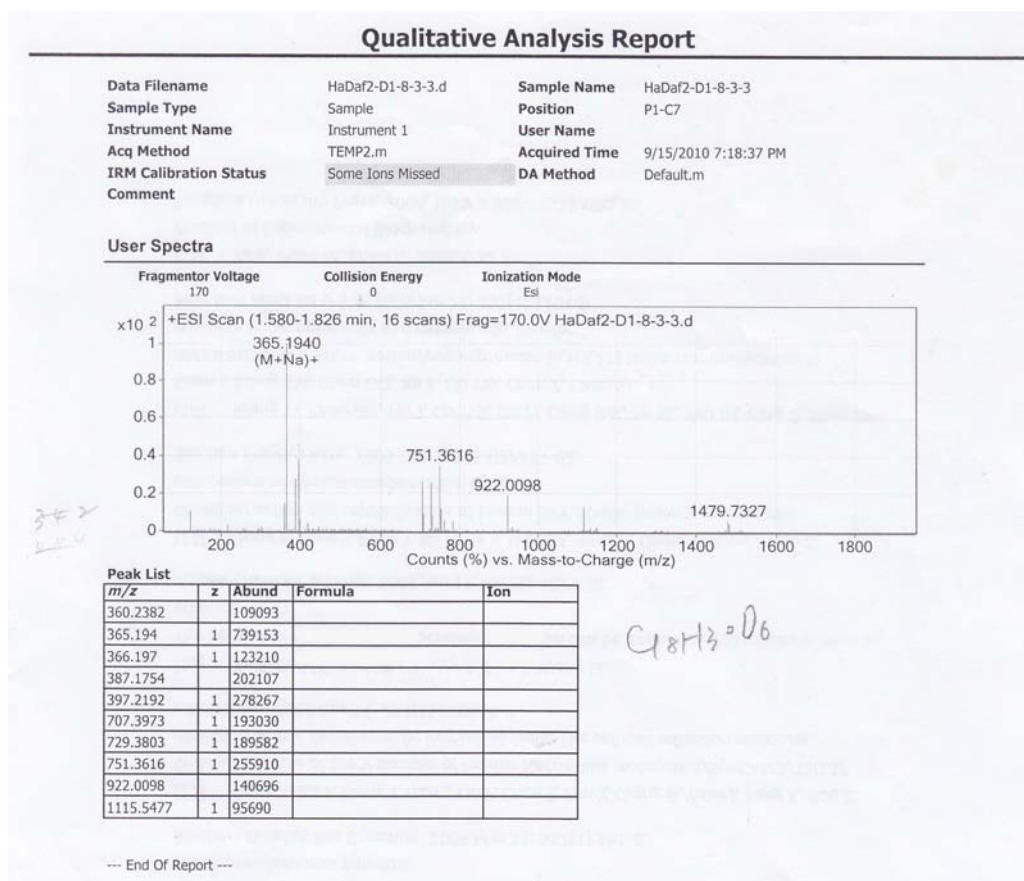 Qualitative Analysis Report
Data Filename HaDaf2-D1-8-3-3.d Sample Name HaDaf2-D1-8-3-3
Sample Type Sample Position P1-C7
Instrument Name Instrument 1 User Name
Acq Method TEMP2.m Acquired Time 9/15/2010 7:18:37 PM
IRM Calibration Status Some Ions Missed DA Method Default.m
Comment
User Spectra
Fragmentor Voltage Collision Energy Ionization Mode
170 0 Esi
x10 2 +ESI Scan (1.580-1.826 min, 16 scans) Frag=170.0V HaDaf2-D1-8-3-3.d
1 365.1940
(M+Na)+
0.8
0.6
0.4 751.3616
922.0098
0.2
1479.7327
342
0
200 400 600 800 1000 1200 1400 1600 1800
Counts (%) vs. Mass-to-Charge (m/z)
Peak List
m/z z Abund Formula Ion
360.2382 109093
365.194 739153
366.197 1 123210
387.1754 202107
397.2192 1 278267
707.3973 1 193030
729.3803 1 189582
751.3616 1 255910
922.0098 140696
1115.5477 1 95690
C18H30O6
--- End Of Report ---